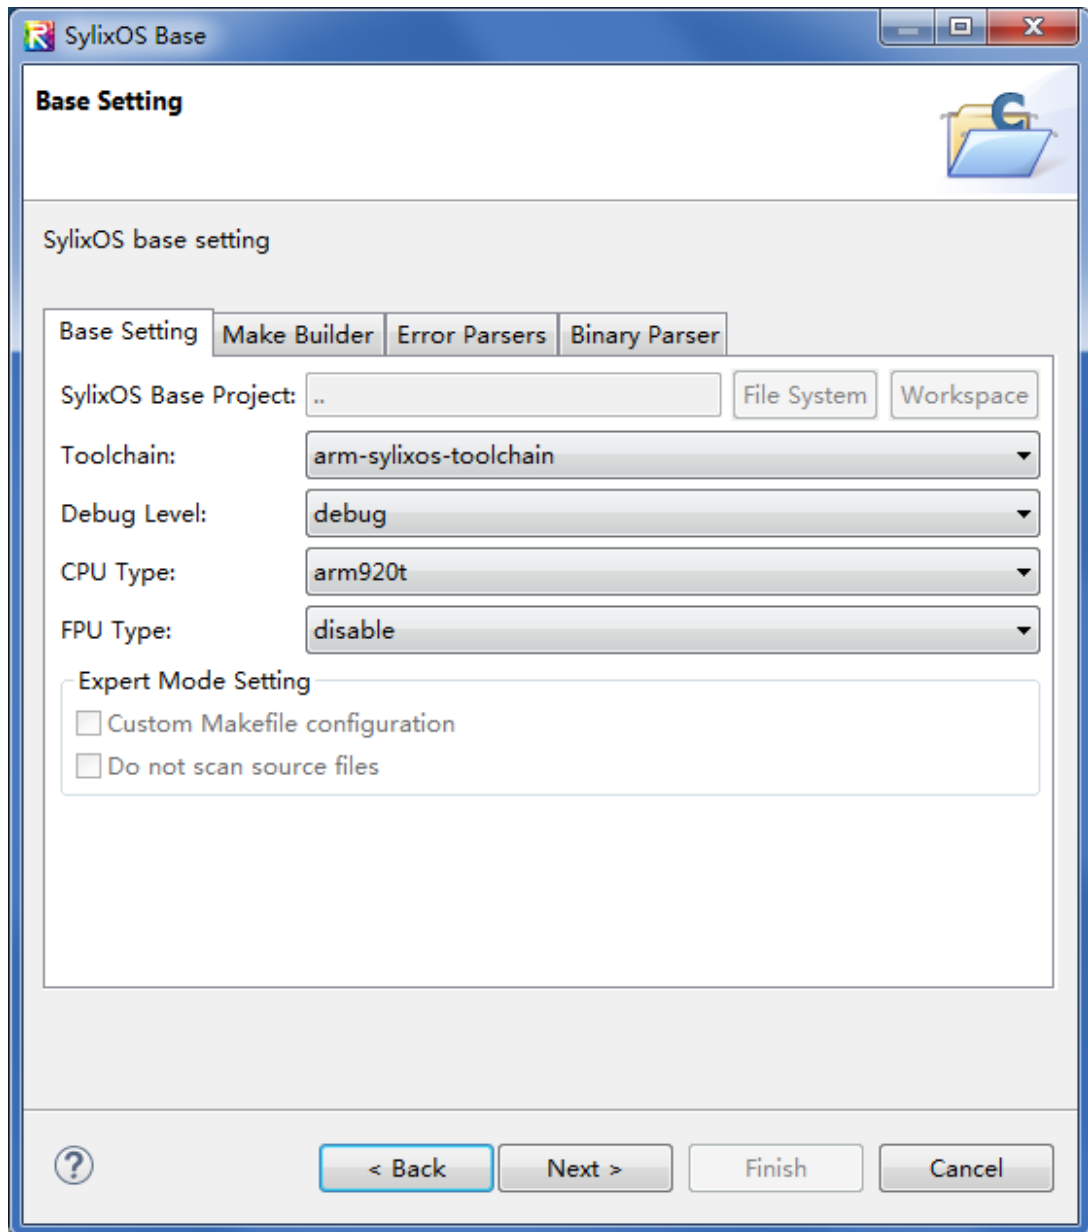 SylixOS Base
Base Setting
SylixOS base setting
Base Setting Make Builder Error Parsers Binary Parser
SylixOS Base Project: .. File System Workspace
Toolchain: arm-sylixos-toolchain
Debug Level: debug
CPU Type: arm920t
FPU Type: disable
Expert Mode Setting
Custom Makefile configuration
Do not scan source files
? < Back Next > Finish Cancel